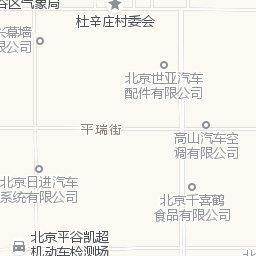 谷区气象局
杜辛庄村委会
兴幕墙
限公司
北京世亚汽车
配件有限公司
平瑞街
高山汽车空
调有限公司
北京日进汽车
系统有限公司
北京千喜鹤
食品有限公司
北京平谷凯超
机动车检测场
北